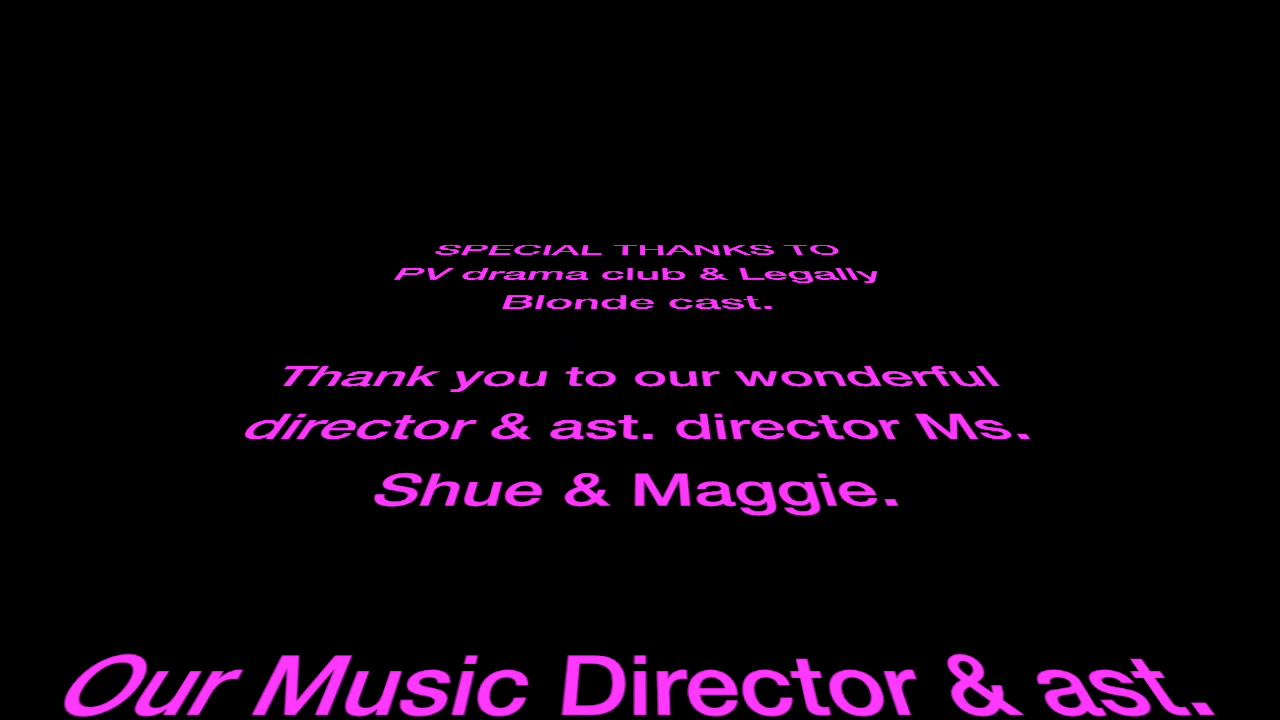 SPECIAL THANKS TO
PV drama club & Legally
Blonde cast.
Thank you to our wonderful
director & ast. director Ms.
Shue & Maggie.
Our Music Director & ast.